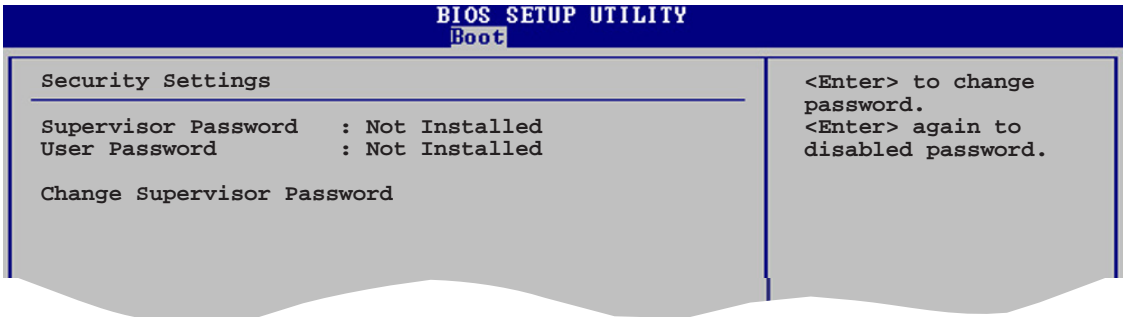 BIOS SETUP UTILITY
Boot
Security Settings
Supervisor Password : Not Installed
User Password : Not Installed
Change Supervisor Password
<Enter> to change
password.
<Enter> again to
disabled password.